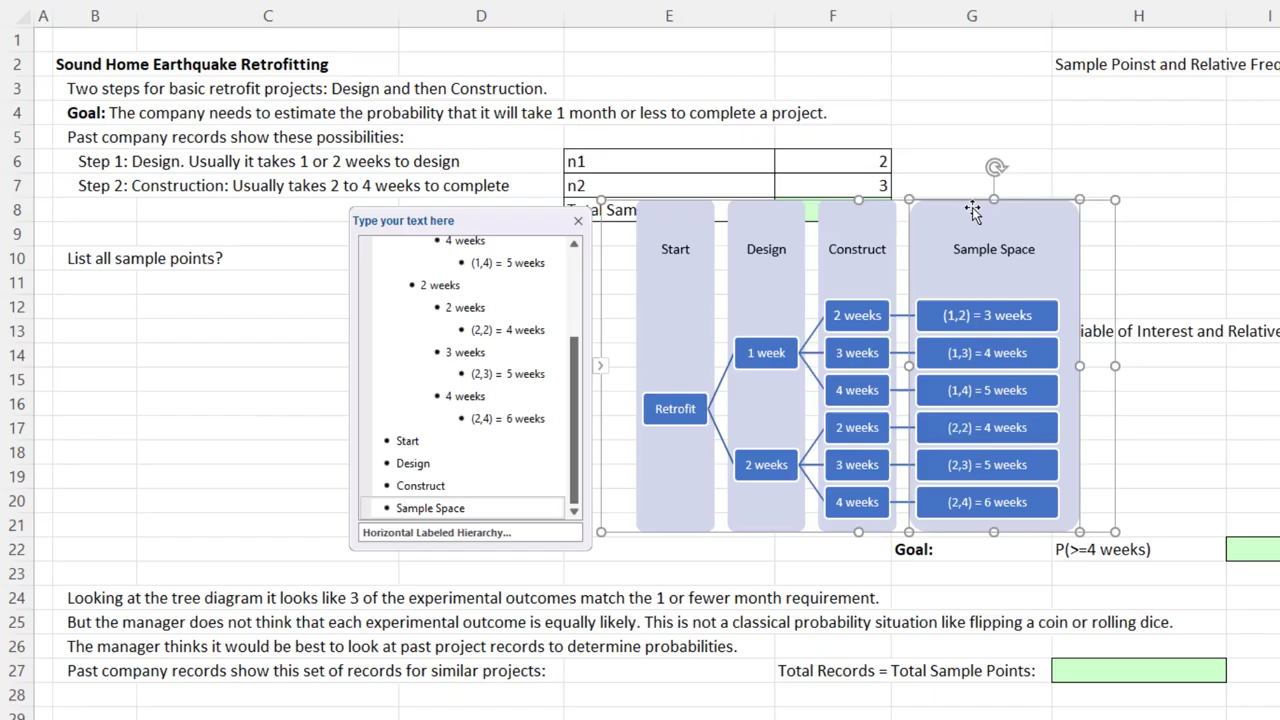 A B C D E F G H I
1
2 Sound Home Earthquake Retrofitting Sample Poinst and Relative Freq
3 Two steps for basic retrofit projects: Design and then Construction.
4 Goal: The company needs to estimate the probability that it will take 1 month or less to complete a project.
5 Past company records show these possibilities:
6 Step 1: Design. Usually it takes 1 or 2 weeks to design n1 2
7 Step 2: Construction: Usually takes 2 to 4 weeks to complete n2 3
8 Total Sam
9
10 List all sample points?
11
12
13 iable of Interest and Relative
14
15
16
17
18
19
20
21
22 Goal: P(>=4 weeks)
23
24 Looking at the tree diagram it looks like 3 of the experimental outcomes match the 1 or fewer month requirement.
25 But the manager does not think that each experimental outcome is equally likely. This is not a classical probability situation like flipping a coin or rolling dice.
26 The manager thinks it would be best to look at past project records to determine probabilities.
27 Past company records show this set of records for similar projects: Total Records = Total Sample Points:
28
29
Type your text here
4 weeks
(1,4) = 5 weeks
2 weeks
2 weeks
(2,2) = 4 weeks
3 weeks
(2,3) = 5 weeks
4 weeks
(2,4) = 6 weeks
Start
Design
Construct
Sample Space
Horizontal Labeled Hierarchy...
Start Design Construct Sample Space
2 weeks (1,2) = 3 weeks
1 week 3 weeks (1,3) = 4 weeks
4 weeks (1,4) = 5 weeks
Retrofit
2 weeks (2,2) = 4 weeks
2 weeks 3 weeks (2,3) = 5 weeks
4 weeks (2,4) = 6 weeks